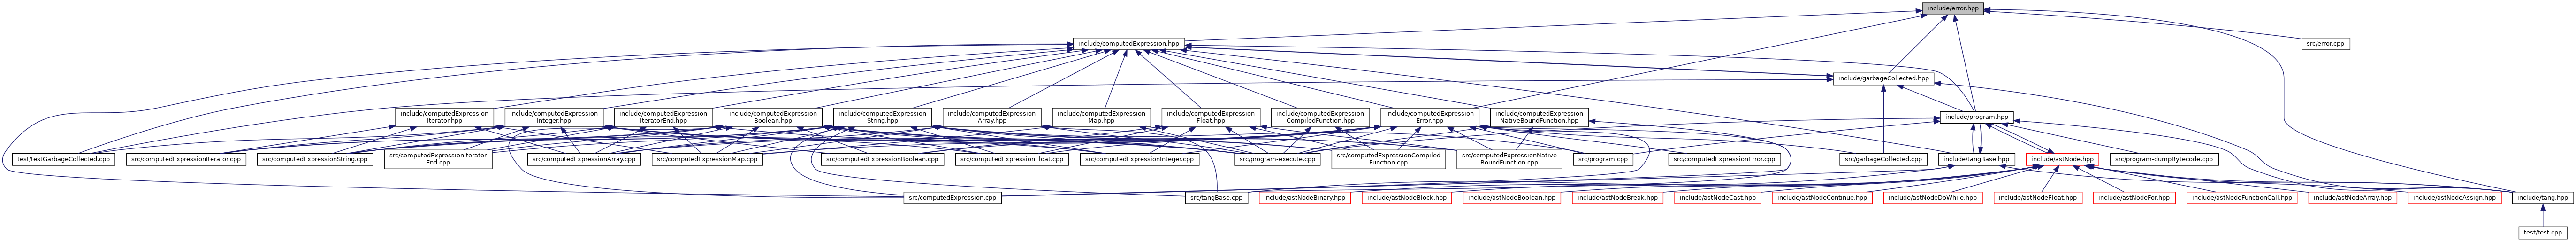 include/error.hpp
include/computedExpression.hpp
src/error.cpp
include/garbageCollected.hpp
include/computedExpression
Iterator.hpp
include/computedExpression
Integer.hpp
include/computedExpression
IteratorEnd.hpp
include/computedExpression
Boolean.hpp
include/computedExpression
String.hpp
include/computedExpression
Array.hpp
include/computedExpression
Map.hpp
include/computedExpression
Float.hpp
include/computedExpression
CompiledFunction.hpp
include/computedExpression
Error.hpp
include/computedExpression
NativeBoundFunction.hpp
include/program.hpp
test/testGarbageCollected.cpp
src/computedExpressionIterator.cpp
src/computedExpressionString.cpp
src/computedExpressionIterator
End.cpp
src/computedExpressionArray.cpp
src/computedExpressionMap.cpp
src/computedExpressionBoolean.cpp
src/computedExpressionFloat.cpp
src/computedExpressionInteger.cpp
src/program-execute.cpp
src/computedExpressionCompiled
Function.cpp
src/computedExpressionNative
BoundFunction.cpp
src/program.cpp
src/computedExpressionError.cpp
src/garbageCollected.cpp
include/tangBase.hpp
include/astNode.hpp
src/program-dumpBytecode.cpp
src/computedExpression.cpp
src/tangBase.cpp
include/astNodeBinary.hpp
include/astNodeBlock.hpp
include/astNodeBoolean.hpp
include/astNodeBreak.hpp
include/astNodeCast.hpp
include/astNodeContinue.hpp
include/astNodeDoWhile.hpp
include/astNodeFloat.hpp
include/astNodeFor.hpp
include/astNodeFunctionCall.hpp
include/astNodeArray.hpp
include/astNodeAssign.hpp
include/tang.hpp
test/test.cpp